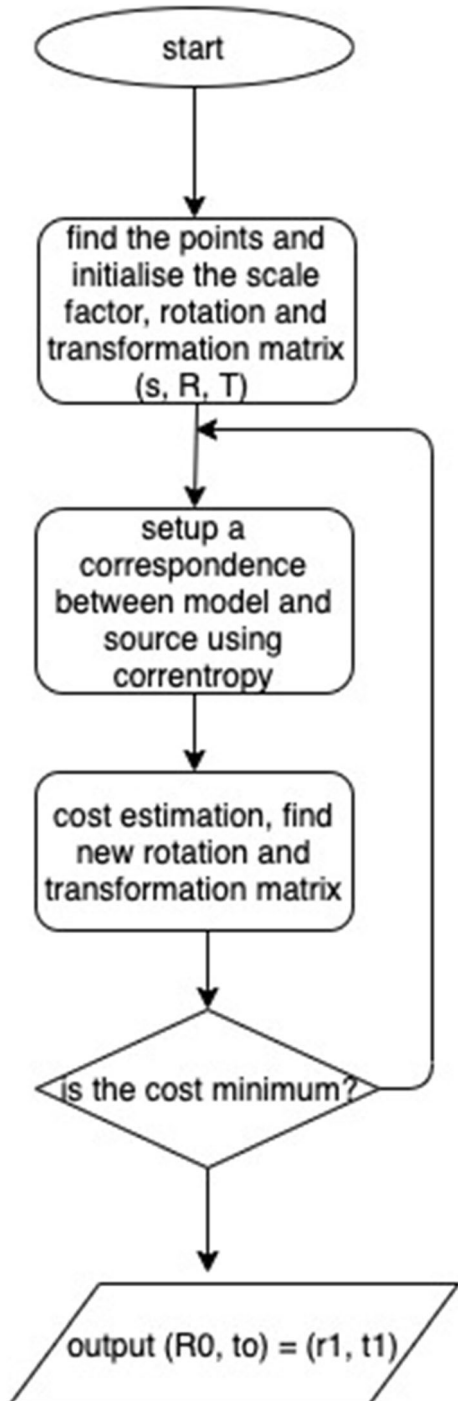 start
find the points and
initialise the scale
factor, rotation and
transformation matrix
(s, R, T)
setup a
correspondence
between model and
source using
correntropy
cost estimation, find
new rotation and
transformation matrix
is the cost minimum?
output (R0, to) = (r1, t1)